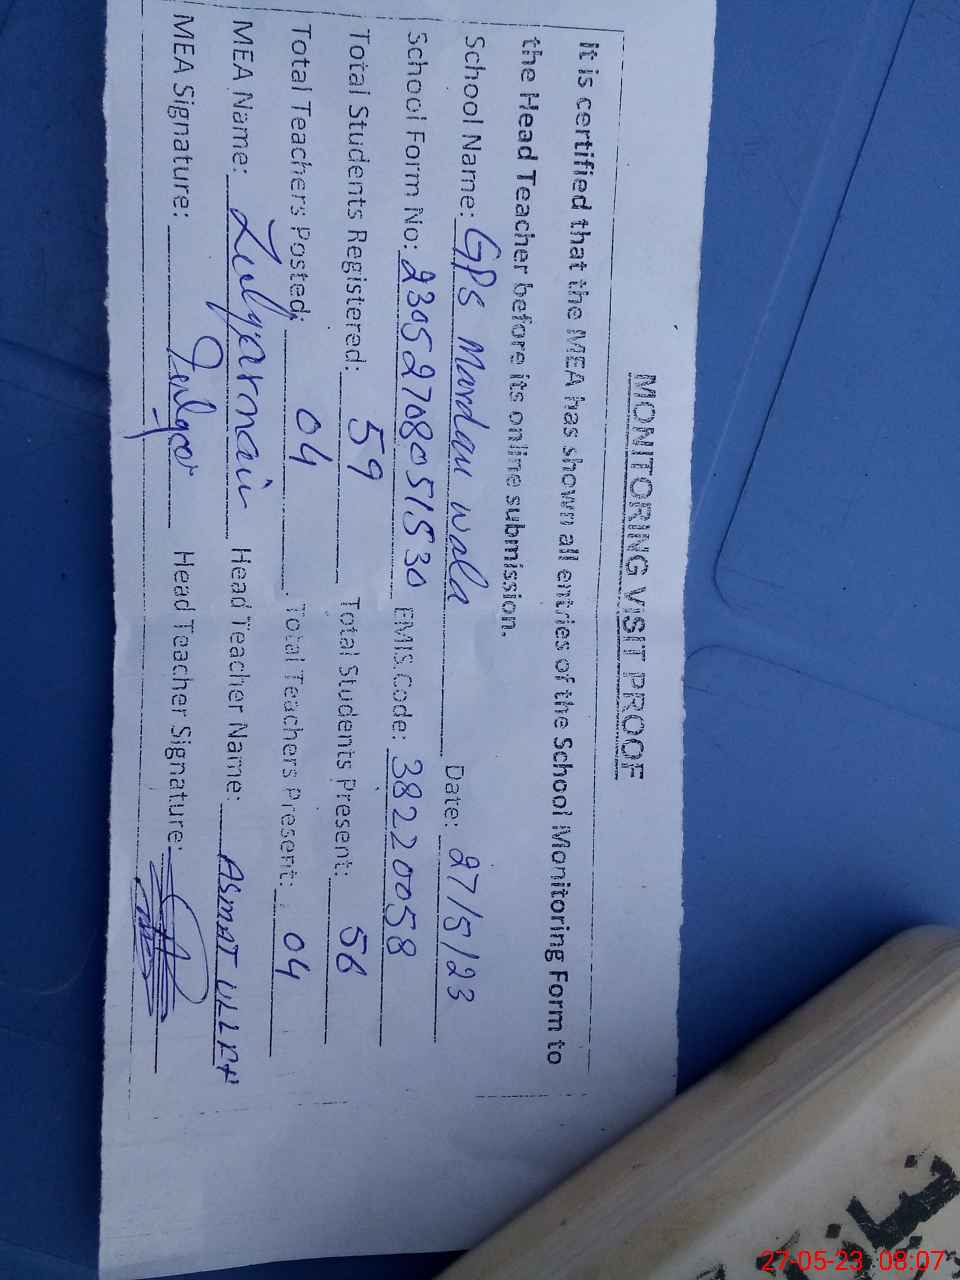 MONITORING VISIT PROOF
It is certified that the MEA has shown all entries of the School Monitoring Form to
the Head Teacher before its online submission.
School Name: GPS Mandau wala Date: 27/5/23
School Form No: 23052708051530 EMIS code: 38220058
Total Students Registered: 59 Total Students Present: 56
Total Teachers Posted: 04 Total Teachers Present: 04
MEA Name: Zulqarnain Head Teacher Name: ASMAT ULLAH
MEA Signature: Head Teacher Signature:
27-05-23 08:07